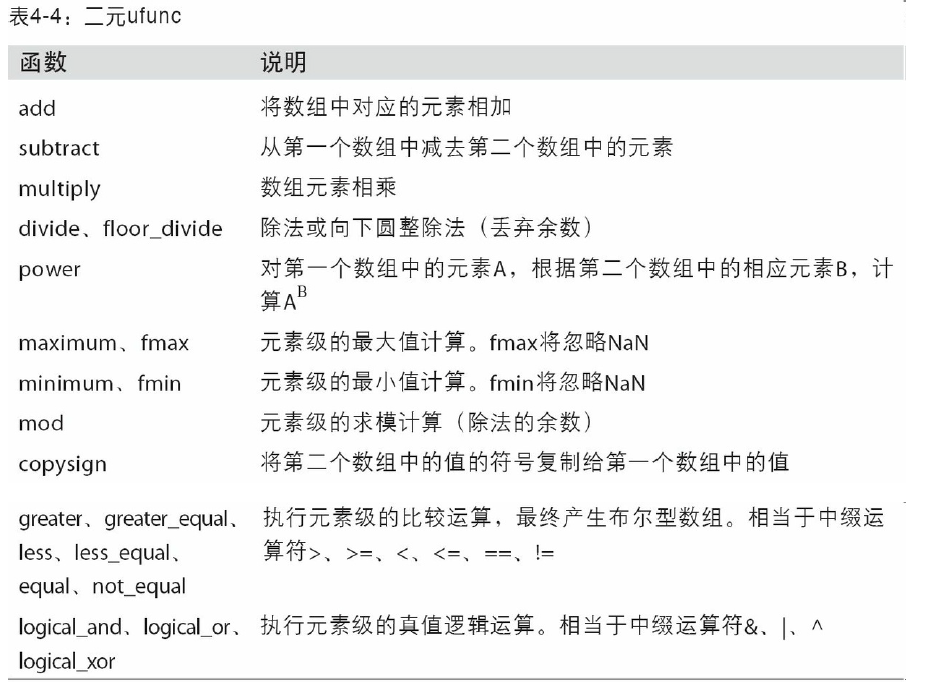 表4-4：二元ufunc
函数 说明
add 将数组中对应的元素相加
subtract 从第一个数组中减去第二个数组中的元素
multiply 数组元素相乘
divide、floor_divide 除法或向下圆整除法（丢弃余数）
power 对第一个数组中的元素A，根据第二个数组中的相应元素B，计
算A^B
maximum、fmax 元素级的最大值计算。fmax将忽略NaN
minimum、fmin 元素级的最小值计算。fmin将忽略NaN
mod 元素级的求模计算（除法的余数）
copysign 将第二个数组中的值的符号复制给第一个数组中的值
greater、greater_equal、 执行元素级的比较运算，最终产生布尔型数组。相当于中缀运
less、less_equal、 算符>、>=、<、<=、==、!=
equal、not_equal
logical_and、logical_or、 执行元素级的真值逻辑运算。相当于中缀运算符&、|、^
logical_xor